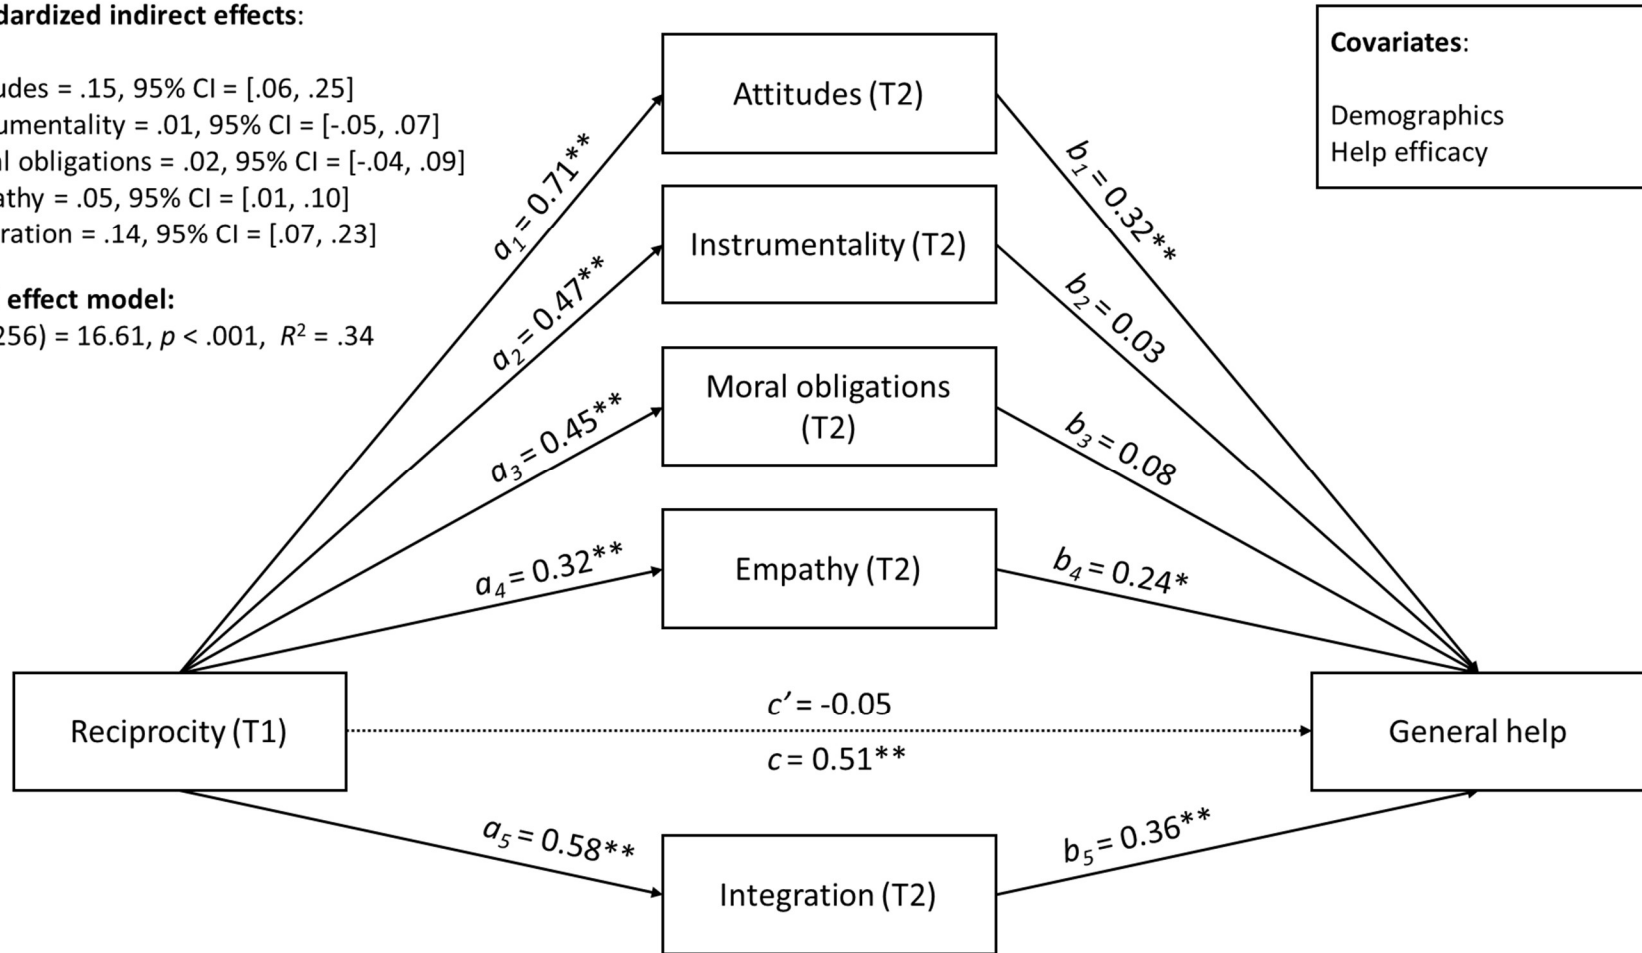 dardized indirect effects:
udes = .15, 95% CI = [.06, .25]
umentality = .01, 95% CI = [-.05, .07]
l obligations = .02, 95% CI = [-.04, .09]
athy = .05, 95% CI = [.01, .10]
ration = .14, 95% CI = [.07, .23]
effect model:
256) = 16.61, p < .001, R² = .34
Covariates:
Demographics
Help efficacy
Attitudes (T2)
Instrumentality (T2)
Moral obligations
(T2)
Empathy (T2)
Reciprocity (T1)
General help
Integration (T2)
a₁ = 0.71**
a₂ = 0.47**
a₃ = 0.45**
a₄ = 0.32**
a₅ = 0.58**
b₁ = 0.32**
b₂ = 0.03
b₃ = 0.08
b₄ = 0.24*
b₅ = 0.36**
c′ = -0.05
c = 0.51**